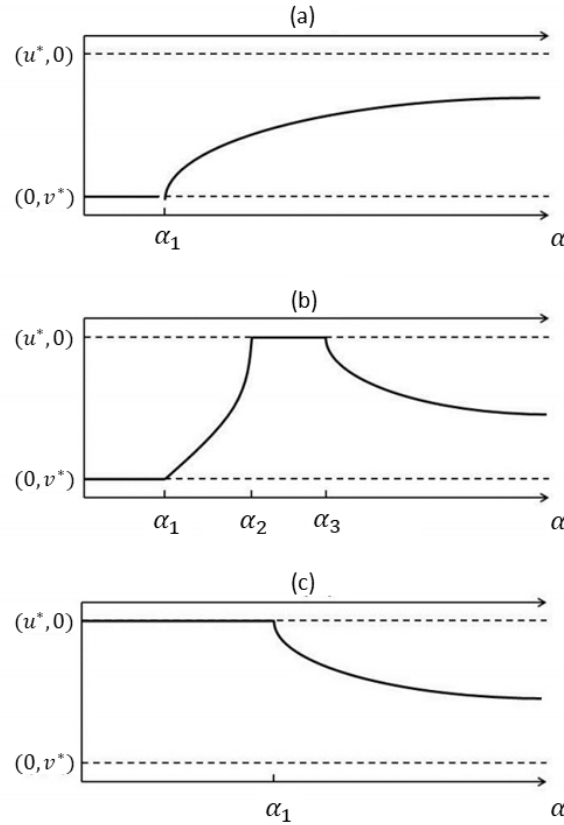 (a)
(u*, 0)
(0, v*)
α₁
α
(b)
(u*, 0)
(0, v*)
α₁ α₂ α₃
α
(c)
(u*, 0)
(0, v*)
α₁
α